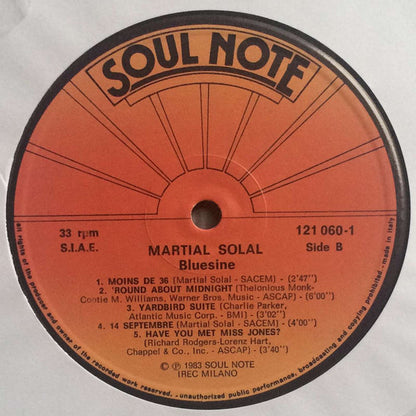 SOUL NOTE
33 rpm
S.I.A.E.
121 060-1
Side B
MARTIAL SOLAL
Bluesine
1. MOINS DE 36 (Martial Solal - SACEM) - (2'47'')
2. 'ROUND ABOUT MIDNIGHT (Thelonious Monk-
Contie M. Williams, Warner Bros. Music - ASCAP) - (6'00'')
3. YARDBIRD SUITE (Charlie Parker,
Atlantic Music Corp. - BMI) - (3'02'')
4. 14 SEPTEMBRE (Martial Solal - SACEM) - (4'00'')
5. HAVE YOU MET MISS JONES?
(Richard Rodgers-Lorenz Hart,
Chappel & Co., Inc. - ASCAP) - (3'40'')
© ℗ 1983 SOUL NOTE
IREC MILANO
all rights of the producer and of the owner of the recorded work reserved. -unauthorized public performance, broadcasting and copying prohibited- made in Italy